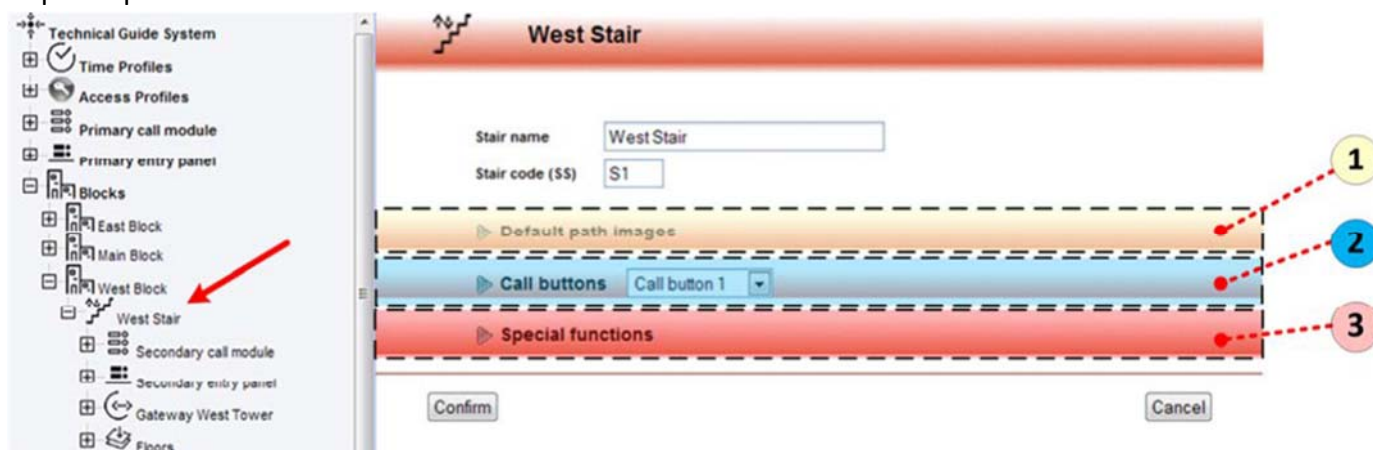 Technical Guide System
Time Profiles
Access Profiles
Primary call module
Primary entry panel
Blocks
East Block
Main Block
West Block
West Stair
Secondary call module
Secondary entry panel
Gateway West Tower
Floors
West Stair
Stair name West Stair
Stair code (SS) S1
Default path images
Call buttons Call button 1
Special functions
Confirm Cancel
1
2
3